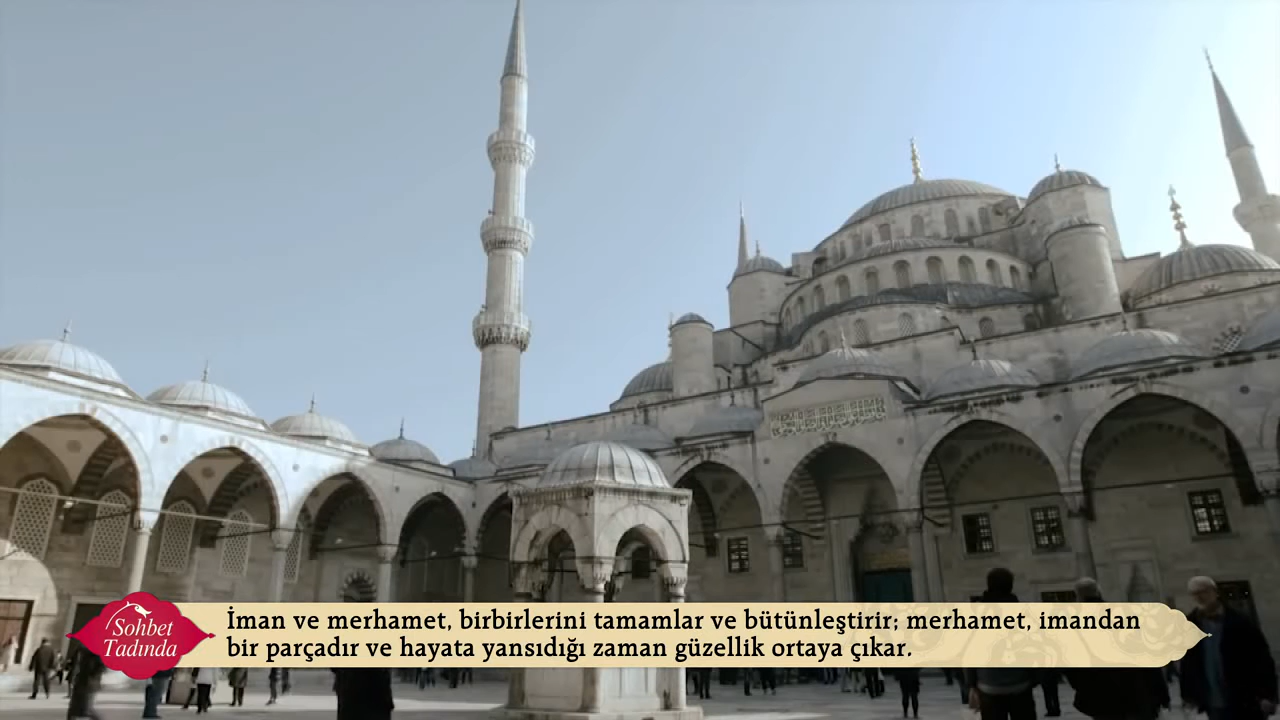 Sohbet
Tadında
İman ve merhamet, birbirlerini tamamlar ve bütünleştirir; merhamet, imandan
bir parçadır ve hayata yansıdığı zaman güzellik ortaya çıkar.